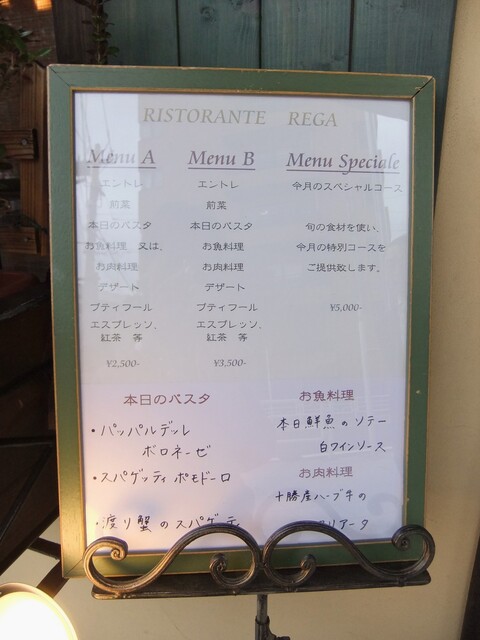 RISTORANTE REGA
Menu A
エントレ
前菜
本日のパスタ
お魚料理 又は、
お肉料理
デザート
プティフール
エスプレッソ、
紅茶 等
¥2,500-
Menu B
エントレ
前菜
本日のパスタ
お魚料理
お肉料理
デザート
プティフール
エスプレッソ、
紅茶 等
¥3,500-
Menu Speciale
今月のスペシャルコース
旬の食材を使い、
今月の特別コースを
ご提供致します。
¥5,000-
本日のパスタ
・パッパルデッレ
ボロネーゼ
・スパゲッティ ポモドーロ
・渡り蟹のスパゲッティ
お魚料理
本日鮮魚のソテー
白ワインソース
お肉料理
十勝産ハーブ牛の
リアータ